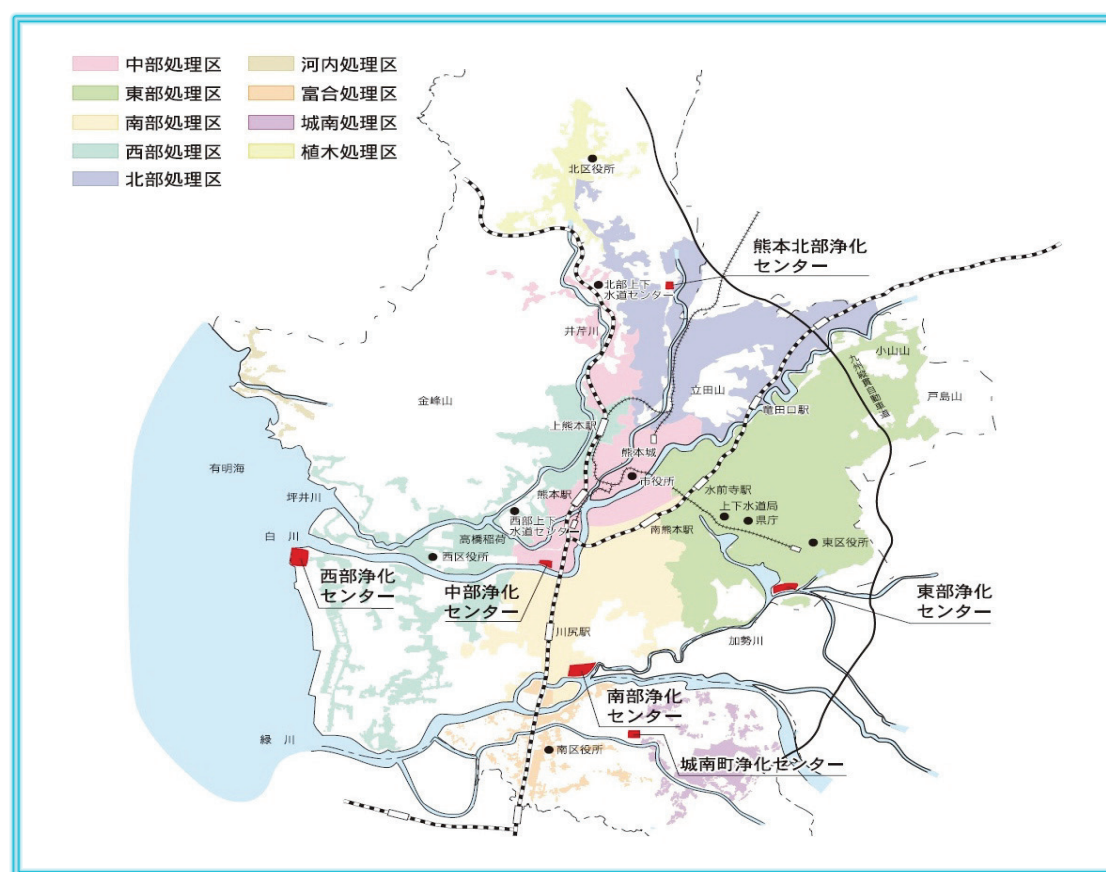 中部処理区
東部処理区
南部処理区
西部処理区
北部処理区
河内処理区
富合処理区
城南処理区
植木処理区
北区役所
熊本北部浄化
センター
北部上下
水道センター
井芹川
小山山
九州縦貫自動車道
戸島山
立田山
竜田口駅
金峰山
上熊本駅
熊本城
有明海
市役所
水前寺駅
坪井川
熊本駅
上下水道局
県庁
西部上下
水道センター
南熊本駅
白川
高橋稲荷
東区役所
西区役所
西部浄化
センター
中部浄化
センター
東部浄化
センター
川尻駅
加勢川
南部浄化
センター
緑川
南区役所
城南町浄化センター